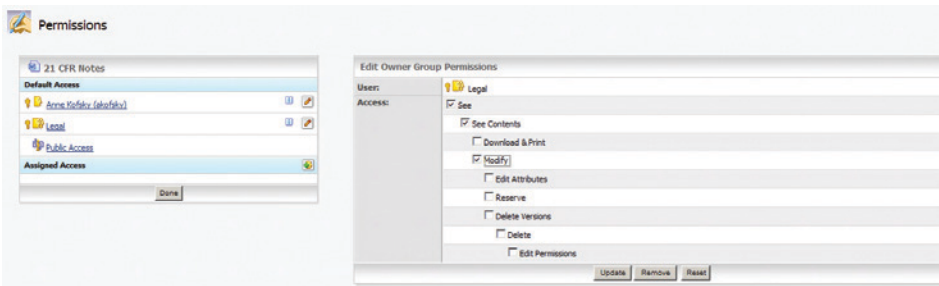 Permissions
21 CFR Notes
Default Access
Anne Kofsky (akofsky)
Legal
Public Access
Assigned Access
Done
Edit Owner Group Permissions
User: Legal
Access: See
See Contents
Download & Print
Modify
Edit Attributes
Reserve
Delete Versions
Delete
Edit Permissions
Update Remove Reset